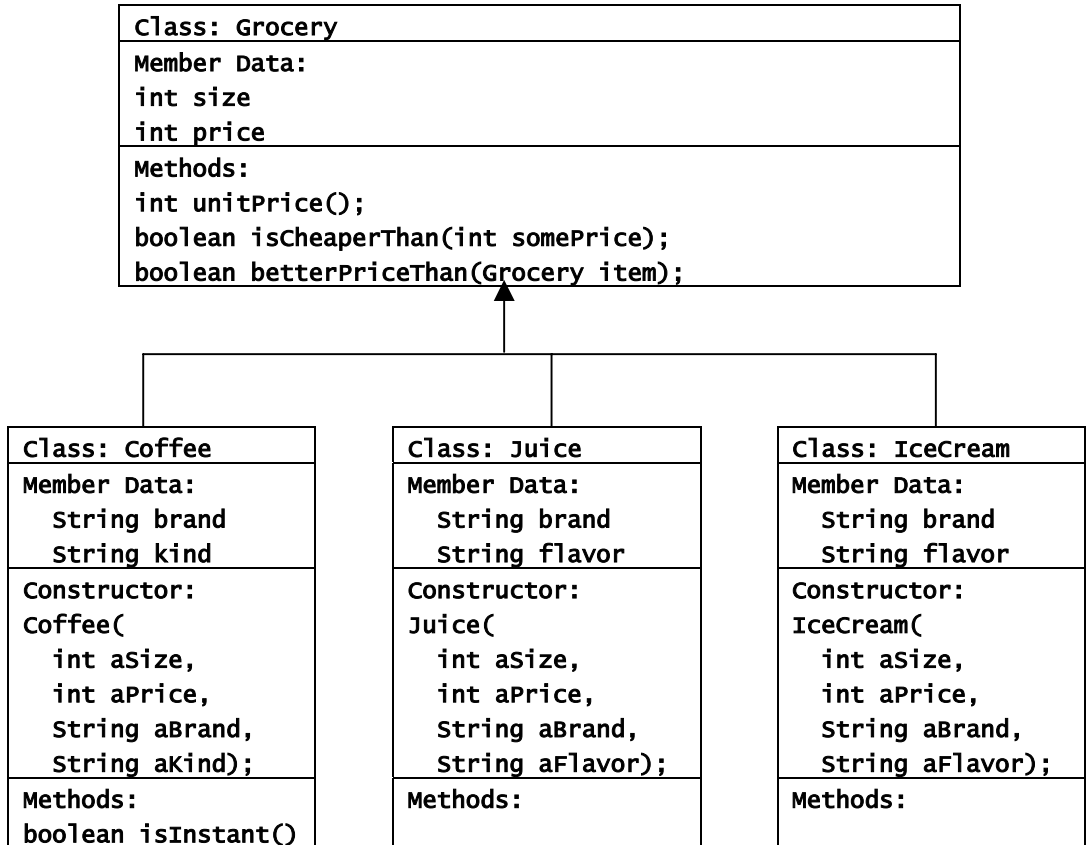 Class: Grocery
Member Data:
int size
int price
Methods:
int unitPrice();
boolean isCheaperThan(int somePrice);
boolean betterPriceThan(Grocery item);
Class: Coffee
Member Data:
String brand
String kind
Constructor:
Coffee(
int aSize,
int aPrice,
String aBrand,
String aKind);
Methods:
boolean isInstant()
Class: Juice
Member Data:
String brand
String flavor
Constructor:
Juice(
int aSize,
int aPrice,
String aBrand,
String aFlavor);
Methods:
Class: IceCream
Member Data:
String brand
String flavor
Constructor:
IceCream(
int aSize,
int aPrice,
String aBrand,
String aFlavor);
Methods: